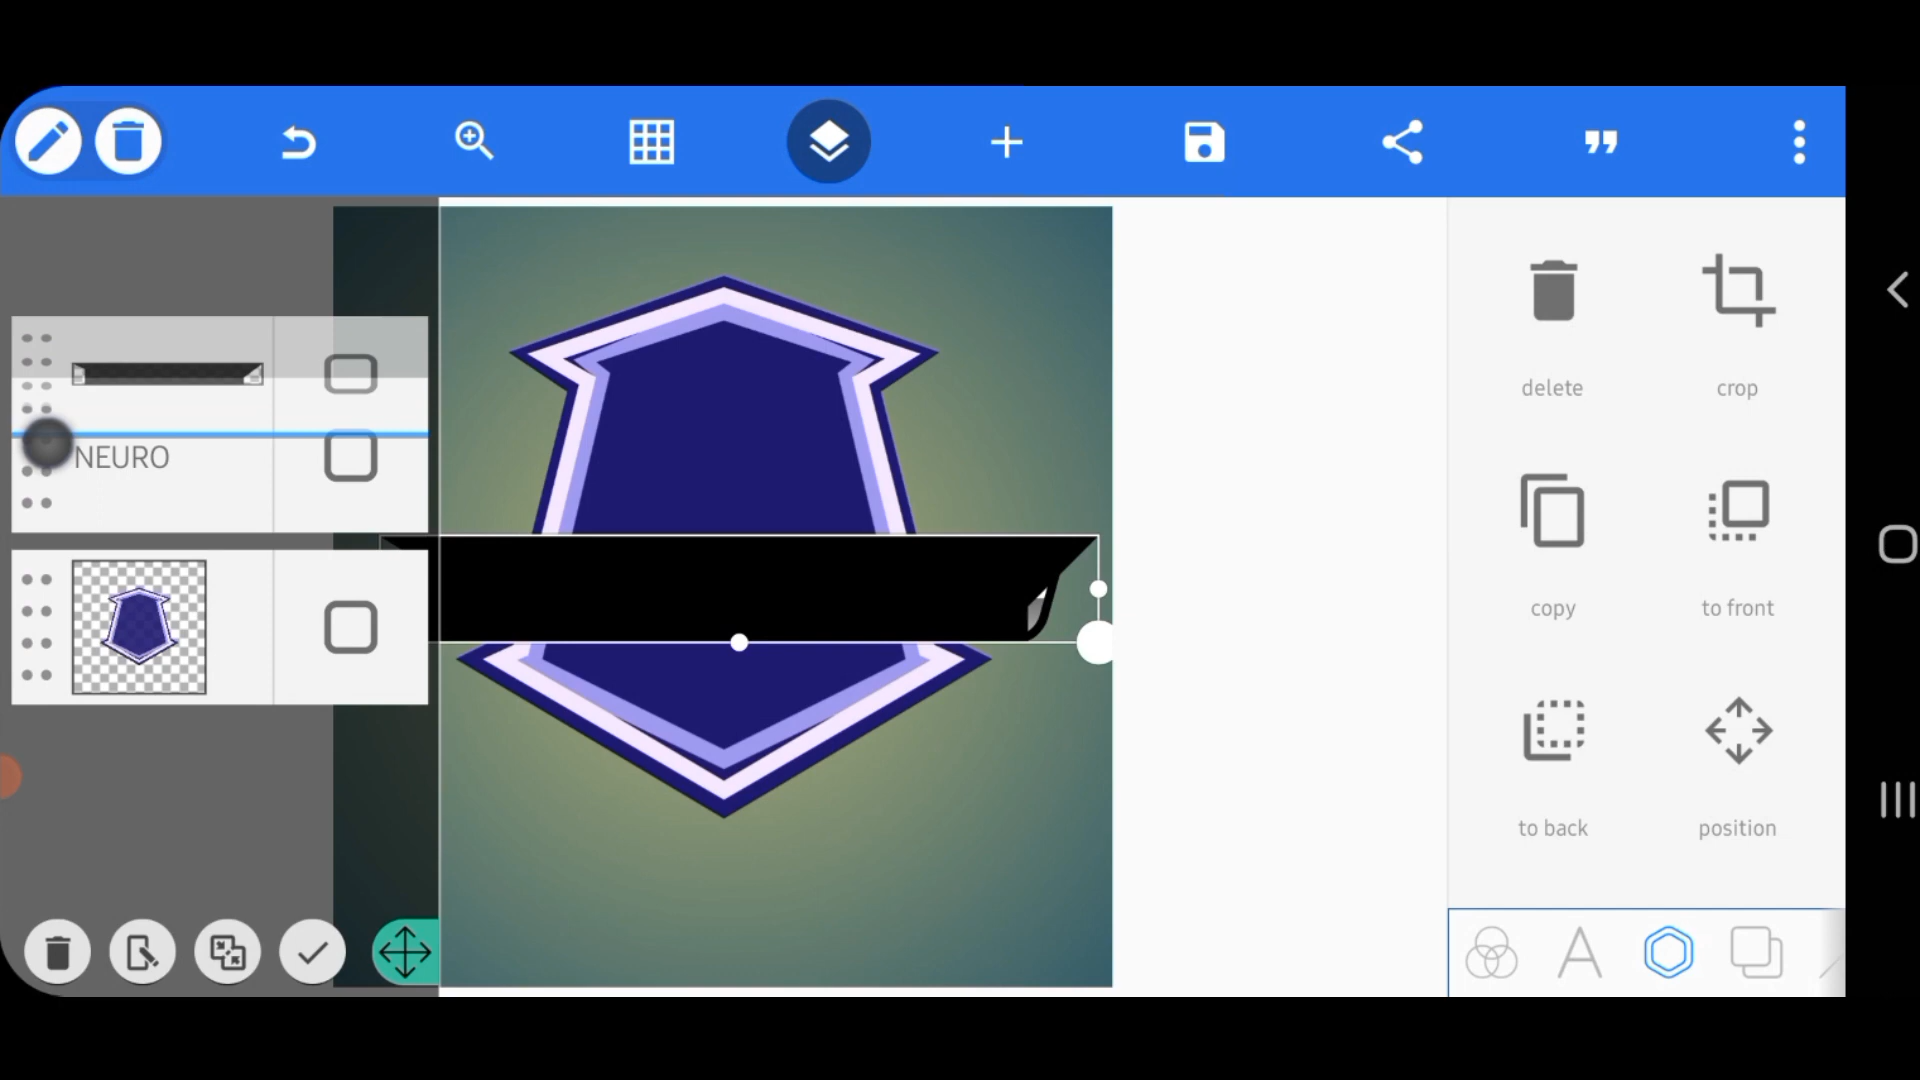 NEURO
delete
crop
copy
to front
to back
position